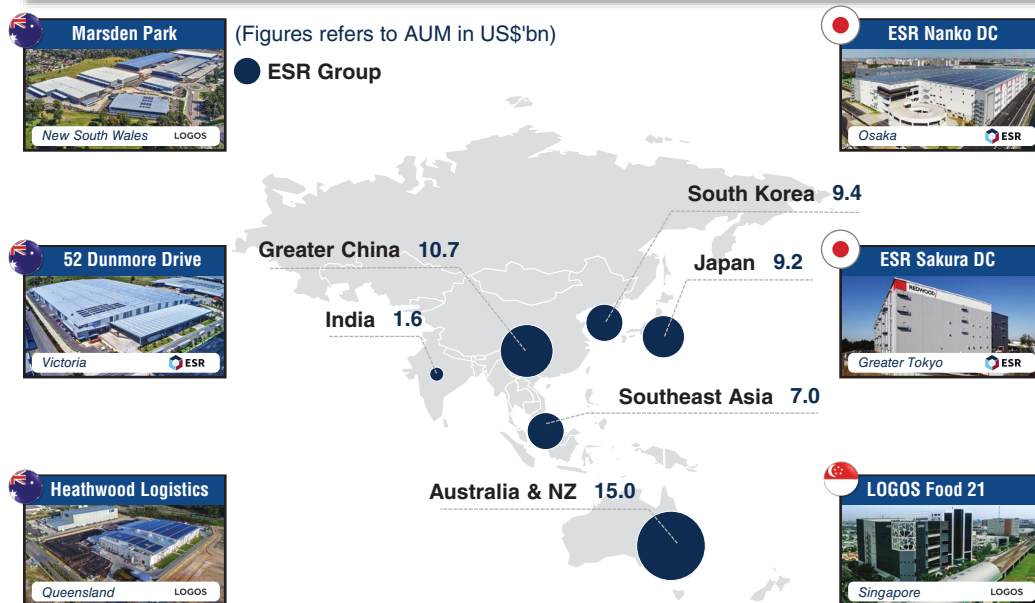 Marsden Park
New South Wales LOGOS
(Figures refers to AUM in US$'bn)
ESR Group
ESR Nanko DC
Osaka ESR
South Korea 9.4
Greater China 10.7
Japan 9.2
India 1.6
Southeast Asia 7.0
Australia & NZ 15.0
52 Dunmore Drive
Victoria ESR
ESR Sakura DC
REDWOOD
Greater Tokyo ESR
Heathwood Logistics
Queensland LOGOS
LOGOS Food 21
Singapore LOGOS